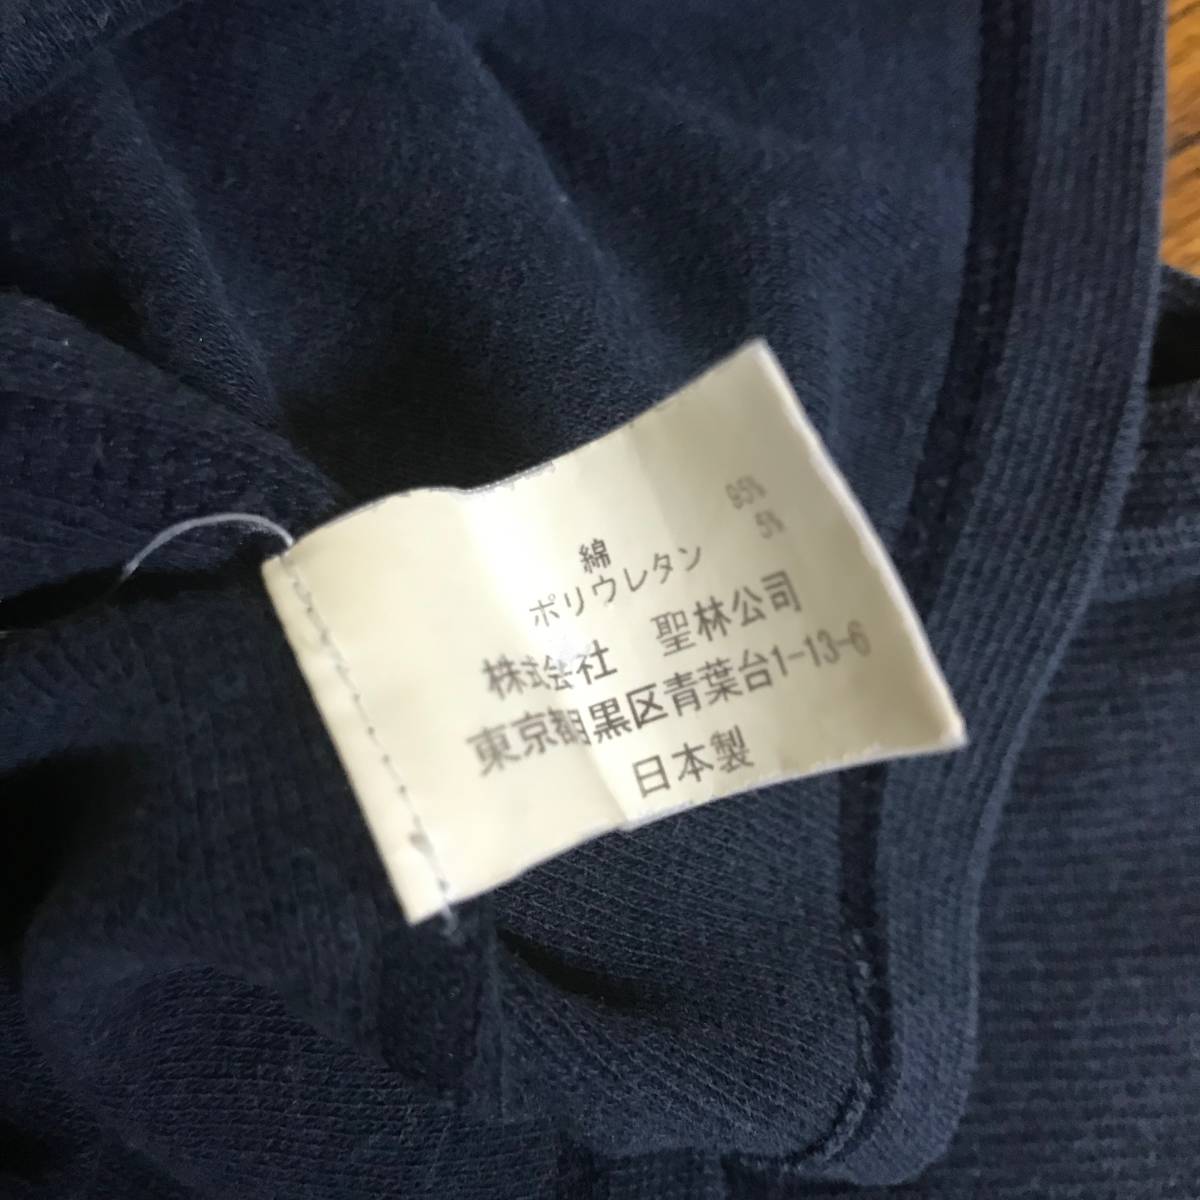 綿 95%
ポリウレタン 5%
株式会社 聖林公司
東京都目黒区青葉台1-13-6
日本製